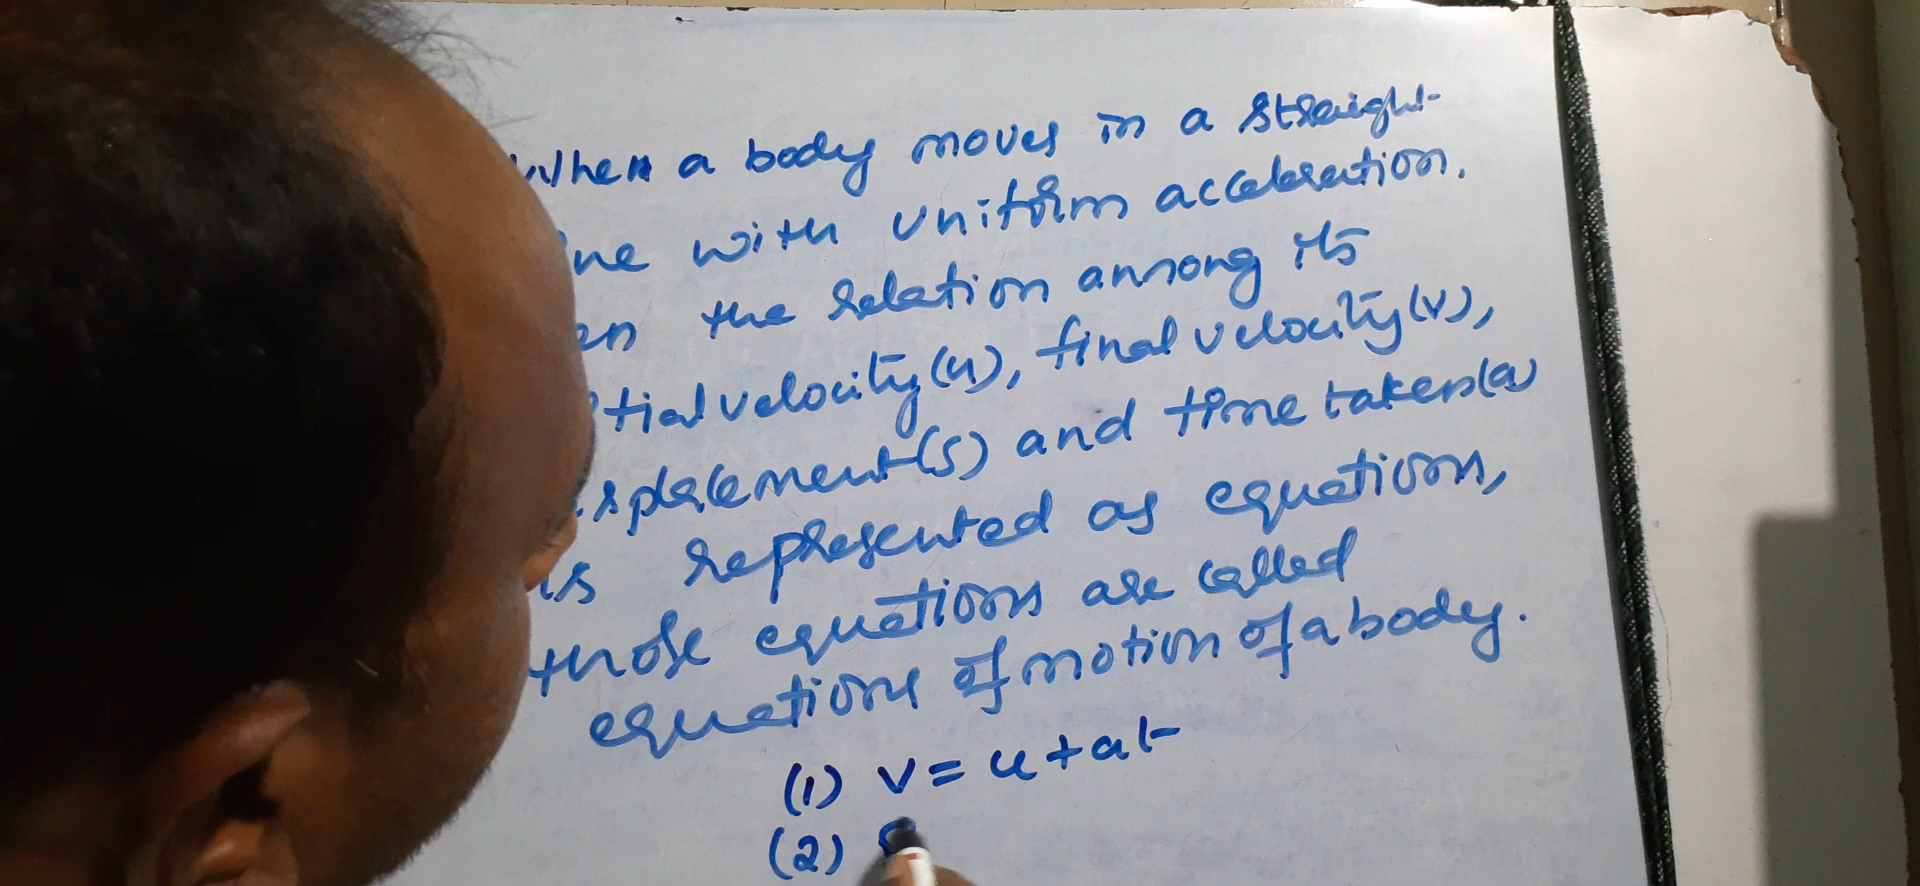 When a body moves in a straight
ne with uniform acceleration.
en the relation among its
tial velocity(u), final velocity(v),
isplacement(s) and time taken(a)
is represented as equations,
those equations are called
equations of motion of a body.
(1) v = u + at
(2) S